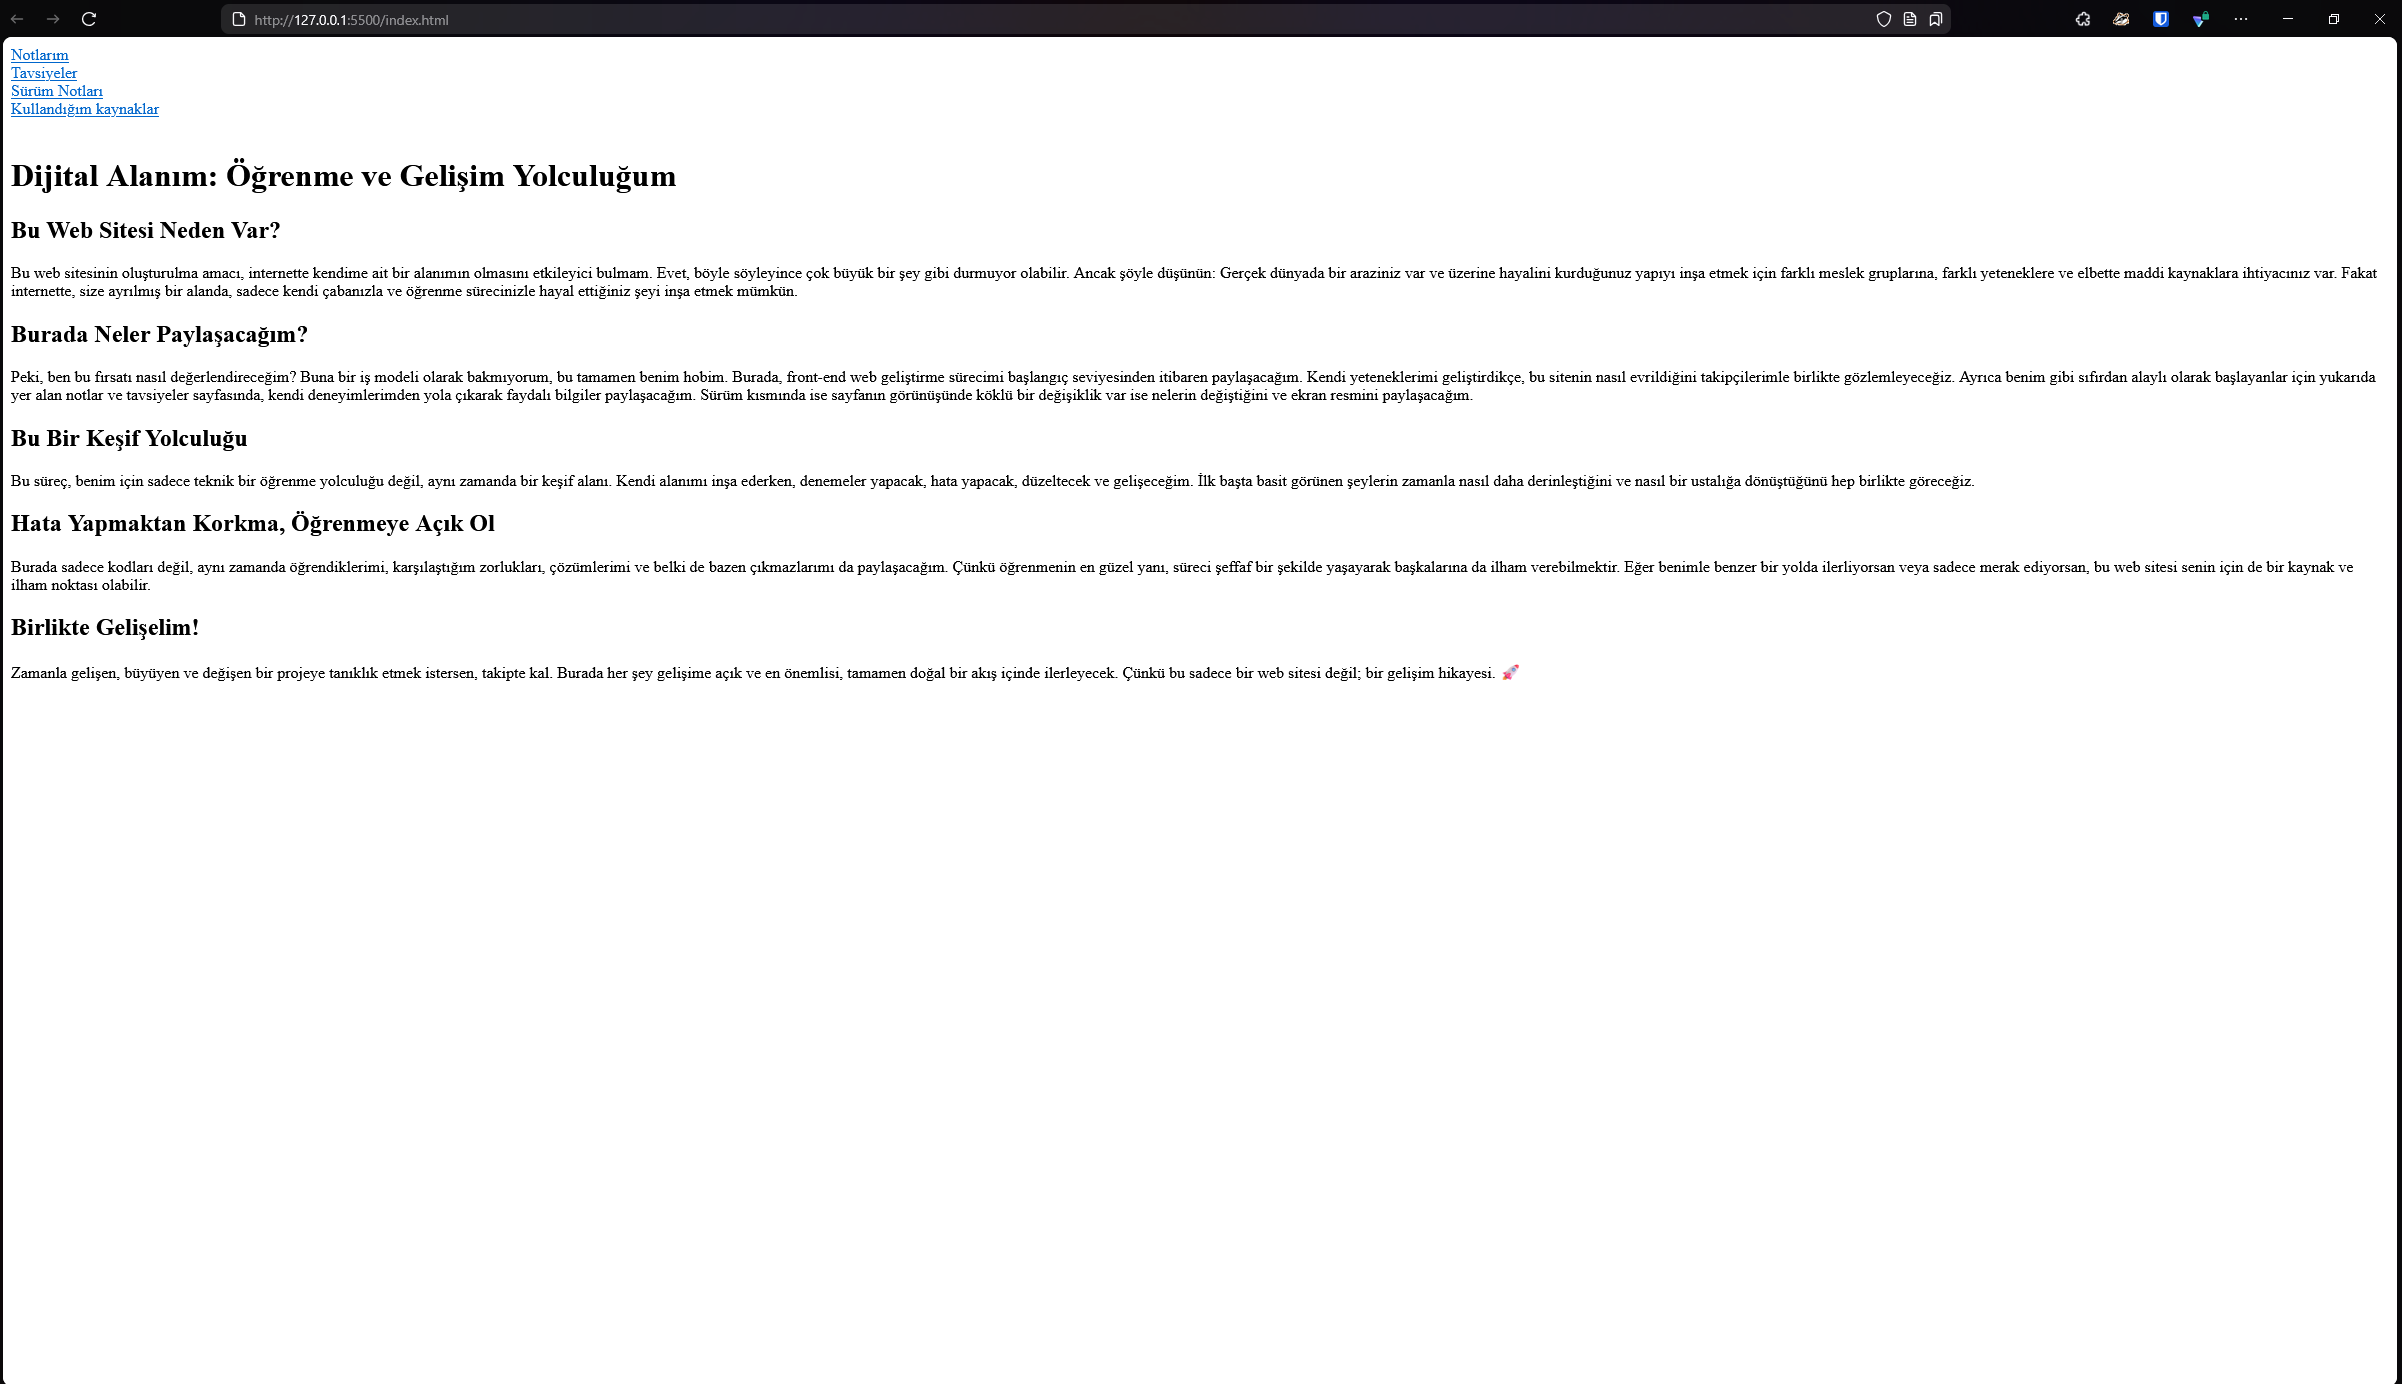 http://127.0.0.1:5500/index.html
Notlarım
Tavsiyeler
Sürüm Notları
Kullandığım kaynaklar
Dijital Alanım: Öğrenme ve Gelişim Yolculuğum
Bu Web Sitesi Neden Var?
Bu web sitesinin oluşturulma amacı, internette kendime ait bir alanımın olmasını etkileyici bulmam. Evet, böyle söyleyince çok büyük bir şey gibi durmuyor olabilir. Ancak şöyle düşünün: Gerçek dünyada bir araziniz var ve üzerine hayalini kurduğunuz yapıyı inşa etmek için farklı meslek gruplarına, farklı yeteneklere ve elbette maddi kaynaklara ihtiyacınız var. Fakat
internette, size ayrılmış bir alanda, sadece kendi çabanızla ve öğrenme sürecinizle hayal ettiğiniz şeyi inşa etmek mümkün.
Burada Neler Paylaşacağım?
Peki, ben bu fırsatı nasıl değerlendireceğim? Buna bir iş modeli olarak bakmıyorum, bu tamamen benim hobim. Burada, front-end web geliştirme sürecimi başlangıç seviyesinden itibaren paylaşacağım. Kendi yeteneklerimi geliştirdikçe, bu sitenin nasıl evrildiğini takipçilerimle birlikte gözlemleyeceğiz. Ayrıca benim gibi sıfırdan alaylı olarak başlayanlar için yukarıda
yer alan notlar ve tavsiyeler sayfasında, kendi deneyimlerimden yola çıkarak faydalı bilgiler paylaşacağım. Sürüm kısmında ise sayfanın görünüşünde köklü bir değişiklik var ise nelerin değiştiğini ve ekran resmini paylaşacağım.
Bu Bir Keşif Yolculuğu
Bu süreç, benim için sadece teknik bir öğrenme yolculuğu değil, aynı zamanda bir keşif alanı. Kendi alanımı inşa ederken, denemeler yapacak, hata yapacak, düzeltecek ve gelişeceğim. İlk başta basit görünen şeylerin zamanla nasıl daha derinleştiğini ve nasıl bir ustalığa dönüştüğünü hep birlikte göreceğiz.
Hata Yapmaktan Korkma, Öğrenmeye Açık Ol
Burada sadece kodları değil, aynı zamanda öğrendiklerimi, karşılaştığım zorlukları, çözümlerimi ve belki de bazen çıkmazlarımı da paylaşacağım. Çünkü öğrenmenin en güzel yanı, süreci şeffaf bir şekilde yaşayarak başkalarına da ilham verebilmektir. Eğer benimle benzer bir yolda ilerliyorsan veya sadece merak ediyorsan, bu web sitesi senin için de bir kaynak ve
ilham noktası olabilir.
Birlikte Gelişelim!
Zamanla gelişen, büyüyen ve değişen bir projeye tanıklık etmek istersen, takipte kal. Burada her şey gelişime açık ve en önemlisi, tamamen doğal bir akış içinde ilerleyecek. Çünkü bu sadece bir web sitesi değil; bir gelişim hikayesi. 🚀